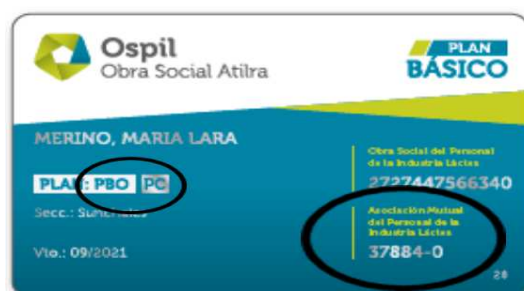 Ospil
Obra Social Atilra
PLAN
BÁSICO
MERINO, MARIA LARA
PLAN: PBO PC
Secc.: Sunchales
Vto.: 09/2021
Obra Social del Personal
de la Industria Láctea
2727447566340
Asociación Mutual
del Personal de la
Industria Láctea
37884-0
28